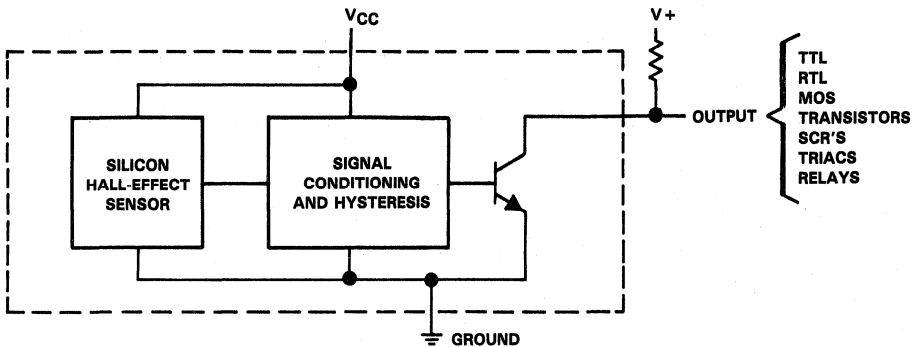 VCC
V+
SILICON
HALL-EFFECT
SENSOR
SIGNAL
CONDITIONING
AND HYSTERESIS
OUTPUT
TTL
RTL
MOS
TRANSISTORS
SCR'S
TRIACS
RELAYS
GROUND